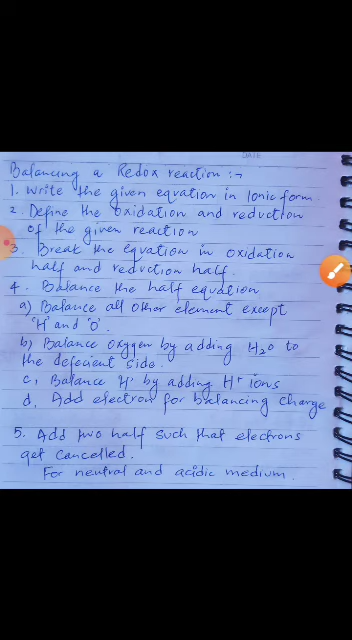 DATE
Balancing a Redox reaction :-
1. Write the given equation in Ionic form.
2. Define the oxidation and reduction
of the given reaction
3. Break the equation in oxidation
half and reduction half.
4. Balance the half equation
a) Balance all other element except
'H' and 'O'.
b) Balance oxygen by adding H2O to
the defecient side.
c, Balance 'H' by adding H+ ions
d. Add electron for balancing charge
5. Add two half such that electrons
get cancelled.
For neutral and acidic medium.